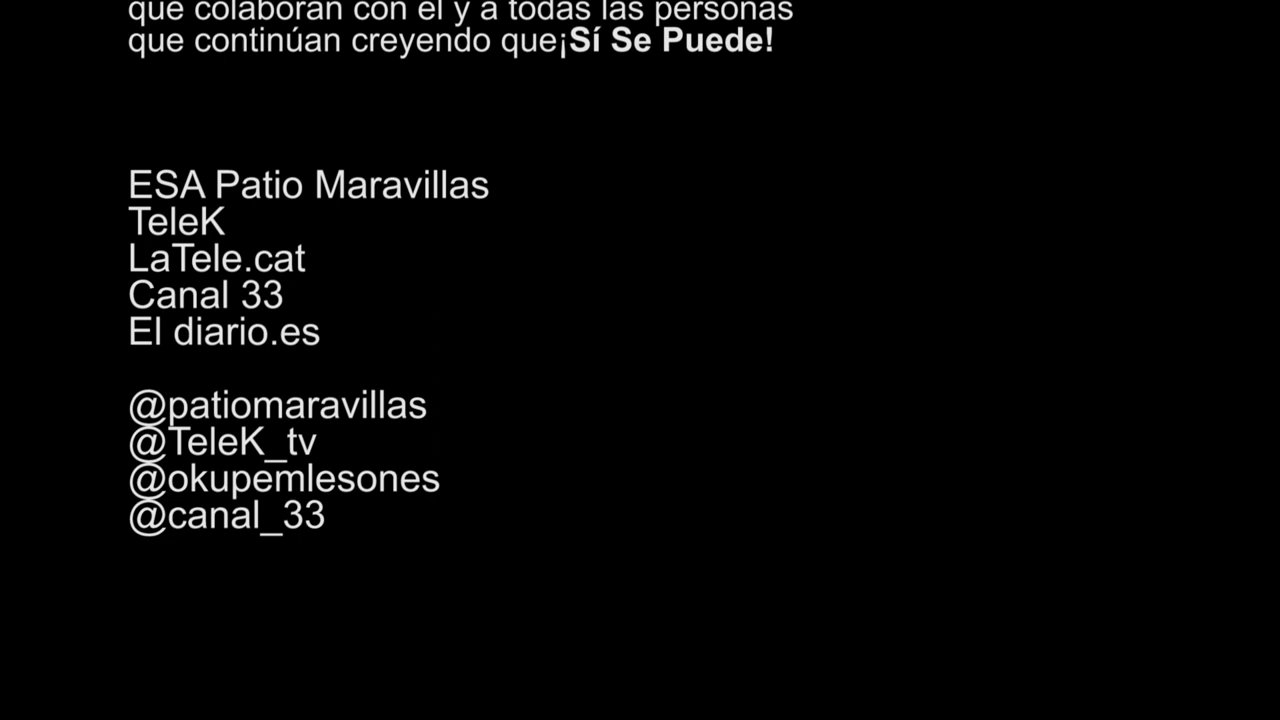 que colaboran con él y a todas las personas
que continúan creyendo que¡Sí Se Puede!
ESA Patio Maravillas
TeleK
LaTele.cat
Canal 33
El diario.es
@patiomaravillas
@TeleK_tv
@okupemlesones
@canal_33